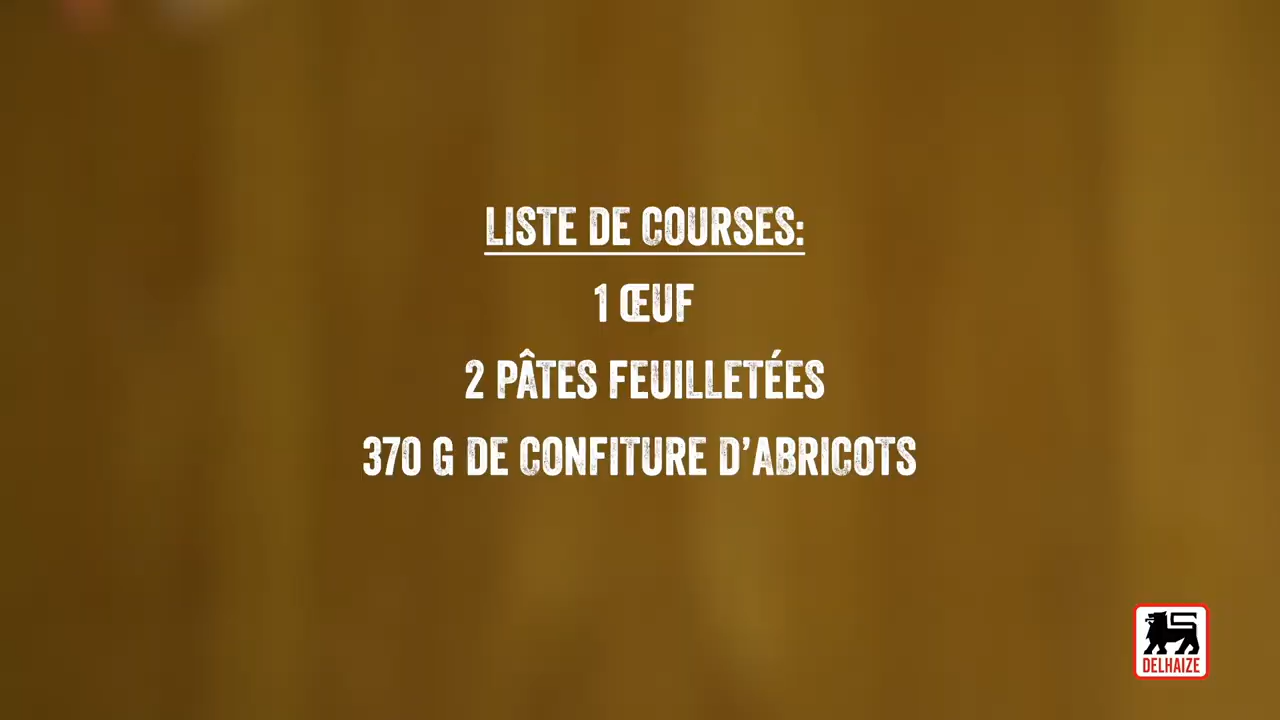 LISTE DE COURSES:
1 ŒUF
2 PÂTES FEUILLETÉES
370 G DE CONFITURE D’ABRICOTS
DELHAIZE